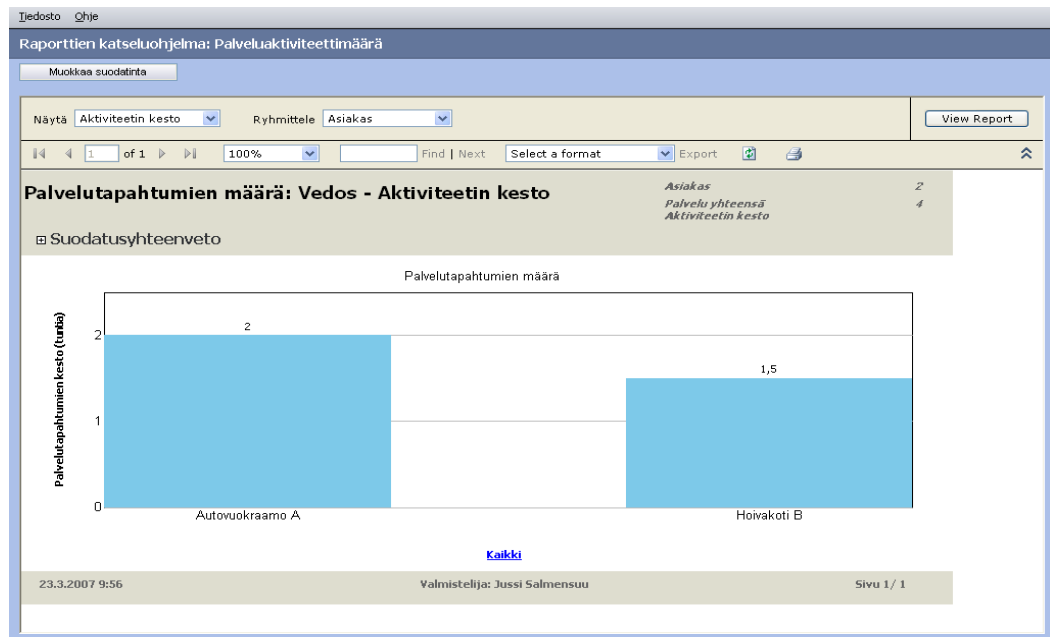 Tiedosto Ohje
Raporttien katseluohjelma: Palveluaktiviteettimäärä
Muokkaa suodatinta
Näytä Aktiviteetin kesto Ryhmittele Asiakas View Report
1 of 1 100% Find | Next Select a format Export
Palvelutapahtumien määrä: Vedos - Aktiviteetin kesto
Asiakas 2
Palvelu yhteensä 4
Aktiviteetin kesto
Suodatusyhteenveto
Palvelutapahtumien määrä
Palvelutapahtumien kesto (tuntia)
2
1
0
2
1,5
Autovuokraamo A
Hoivakoti B
Kaikki
23.3.2007 9:56 Valmistelija: Jussi Salmensuu Sivu 1/ 1